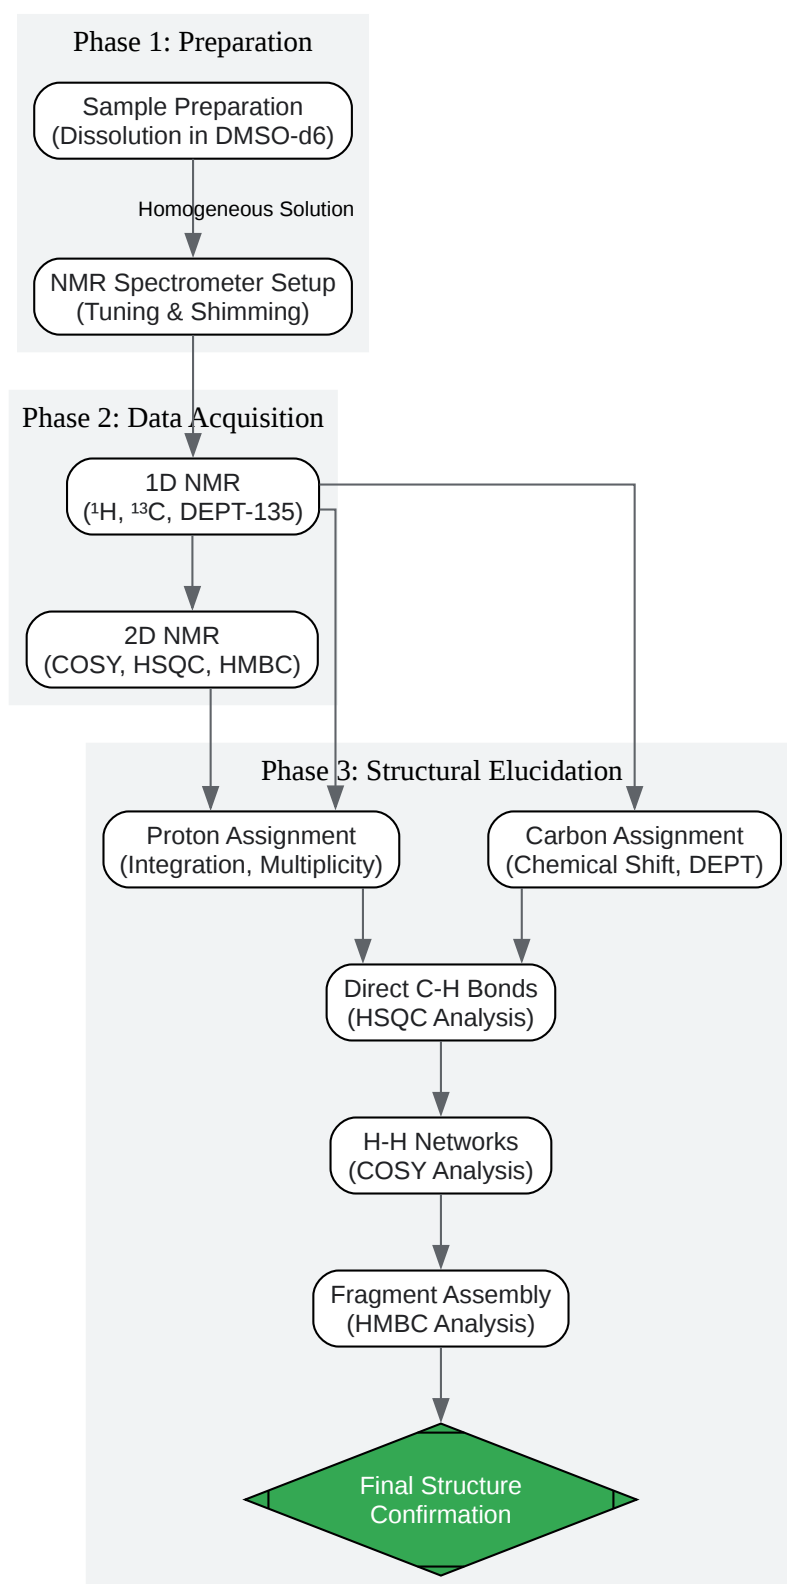 Phase 1: Preparation
Sample Preparation
(Dissolution in DMSO-d6)
Homogeneous Solution
NMR Spectrometer Setup
(Tuning & Shimming)
Phase 2: Data Acquisition
1D NMR
(¹H, ¹³C, DEPT-135)
2D NMR
(COSY, HSQC, HMBC)
Phase 3: Structural Elucidation
Proton Assignment
(Integration, Multiplicity)
Carbon Assignment
(Chemical Shift, DEPT)
Direct C-H Bonds
(HSQC Analysis)
H-H Networks
(COSY Analysis)
Fragment Assembly
(HMBC Analysis)
Final Structure
Confirmation